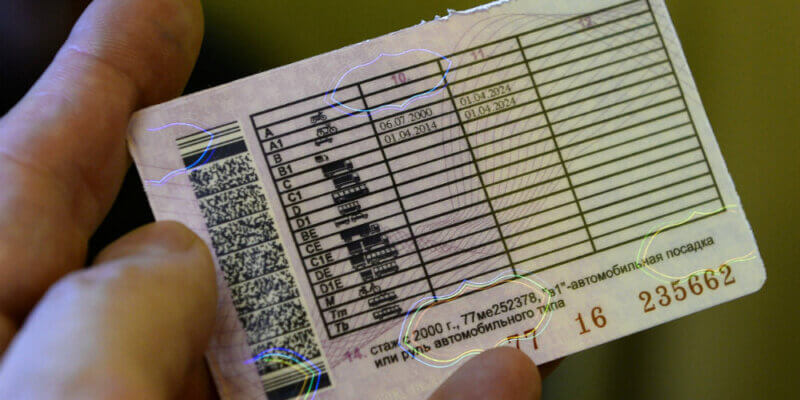 10. 11. 12.
A
A1
B 06.07.2000 01.04.2024
B1 01.04.2014 01.04.2024
C
C1
D
D1
BE
CE
C1E
DE
D1E
M
Tm
Tb
14. стаж с 2000 г., 77ме252378, "в1"-автомобильная посадка
или руль автомобильного типа
77 16 235662